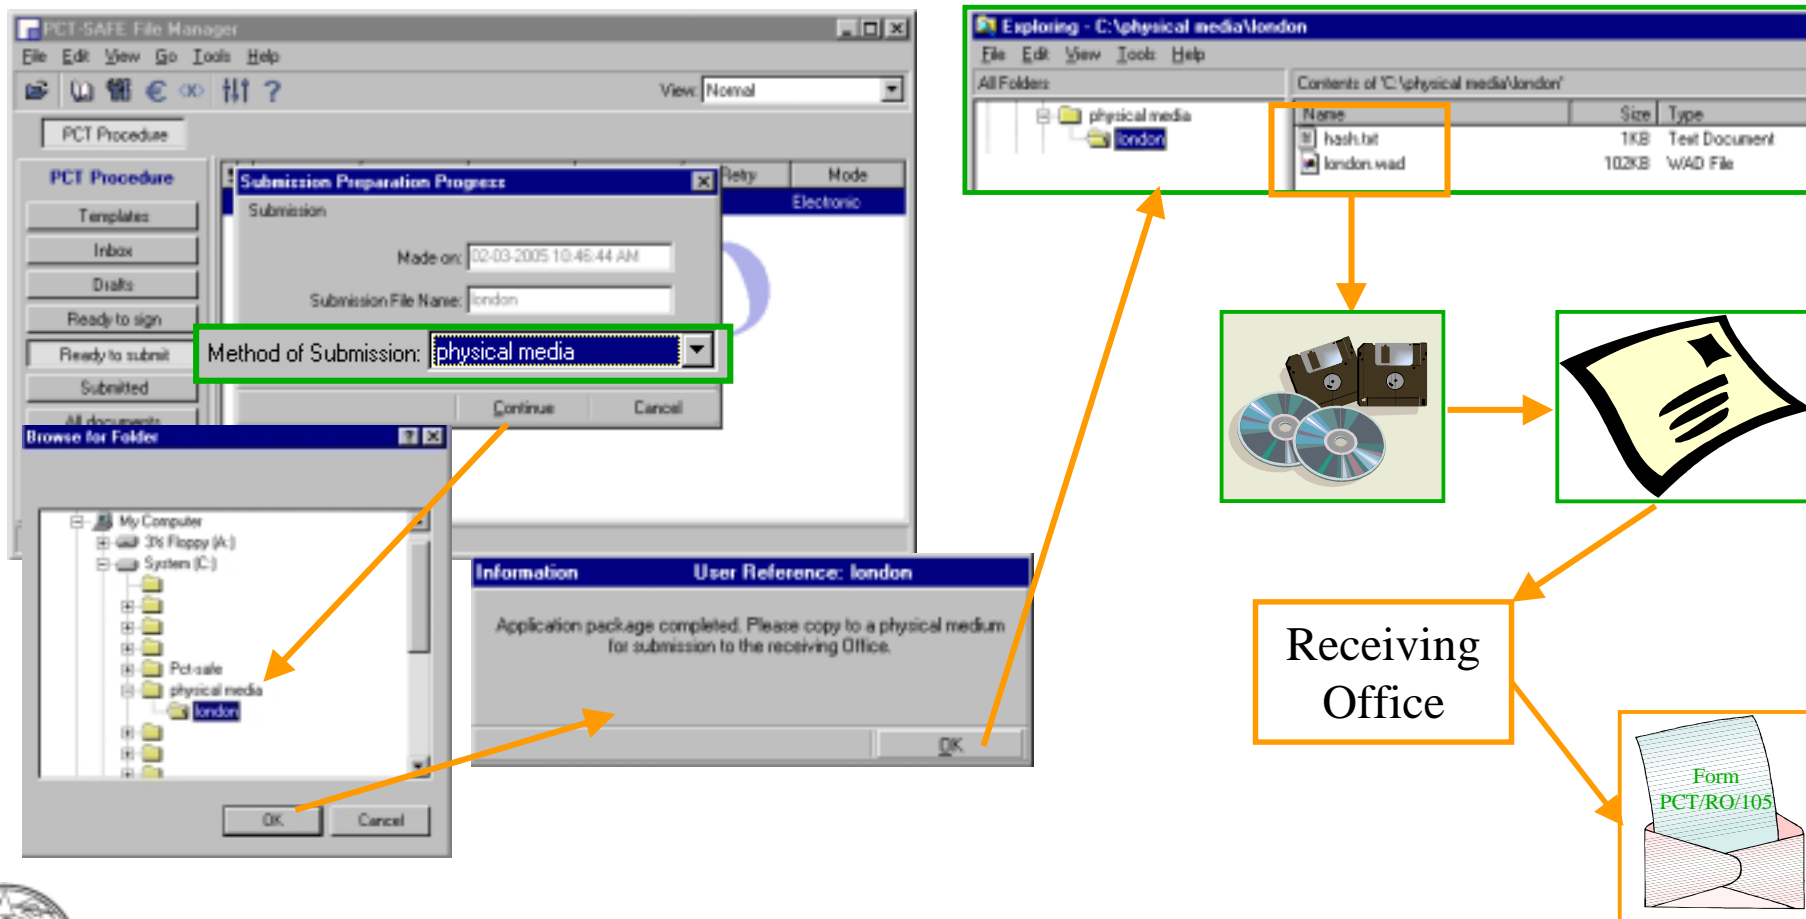 PCT-SAFE File Manager
File Edit View Go Tools Help
View: Normal
PCT Procedure
PCT Procedure
Templates
Inbox
Drafts
Ready to sign
Ready to submit
Submitted
All documents
Retry Mode
Electronic
Submission Preparation Progress
Submission
Made on: 02-03-2005 10:46:44 AM
Submission File Name: london
Method of Submission: physical media
Continue Cancel
Browse for Folder
My Computer
3½ Floppy (A:)
System (C:)
Pct-safe
physical media
london
OK Cancel
Information User Reference: london
Application package completed. Please copy to a physical medium
for submission to the receiving Office.
OK
Exploring - C:\physical media\london
File Edit View Tools Help
All Folders Contents of 'C:\physical media\london'
physical media
london
Name Size Type
hash.txt 1KB Text Document
london.wad 102KB WAD File
Receiving
Office
Form
PCT/RO/105